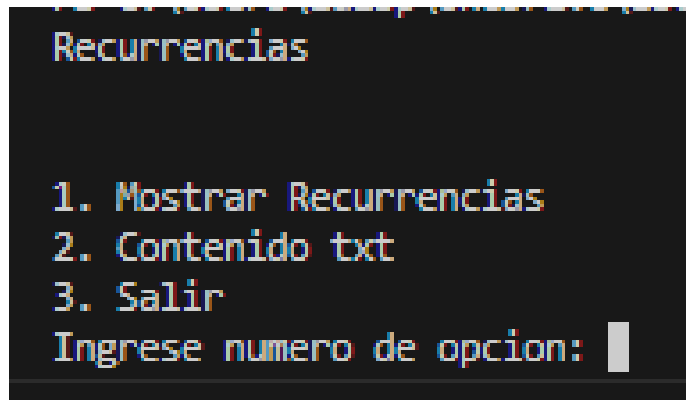 Recurrencias
1. Mostrar Recurrencias
2. Contenido txt
3. Salir
Ingrese numero de opcion: